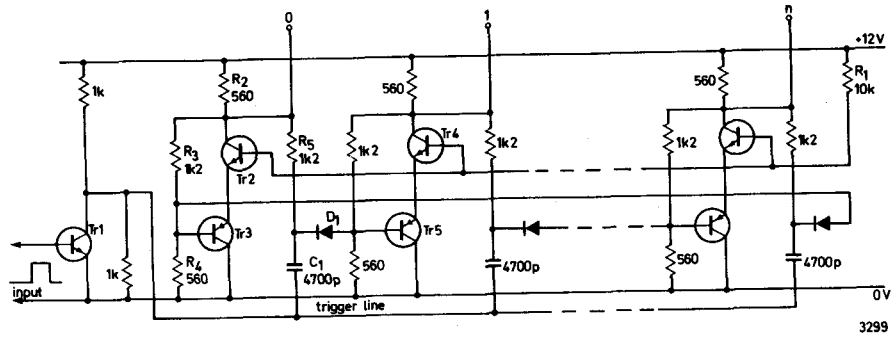 0
1
n
+12V
1k
R2
560
560
560
R1
10k
R3
1k2
Tr2
R5
1k2
1k2
Tr4
1k2
1k2
1k2
Tr1
Tr3
D1
Tr5
1k
R4
560
C1
4700p
560
4700p
560
4700p
input
trigger line
0V
3299